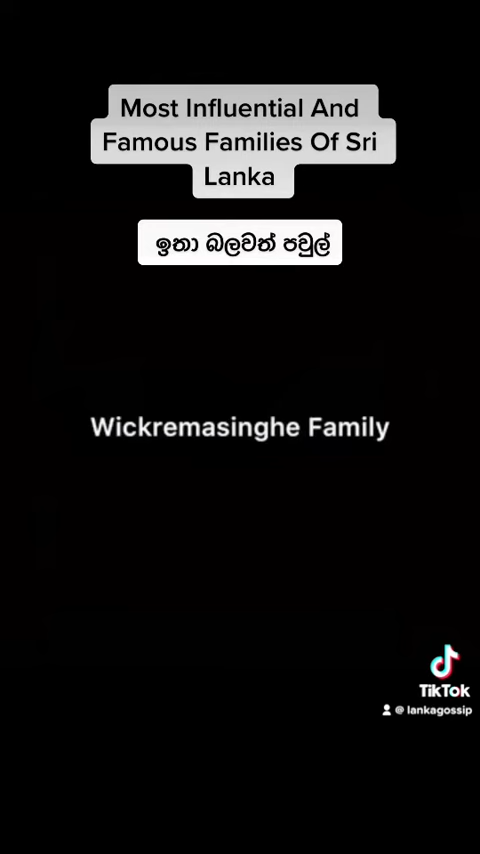 Most Influential And
Famous Families Of Sri
Lanka
ඉතා බලවත් පවුල්
Wickremasinghe Family
TikTok
@ lankagossip